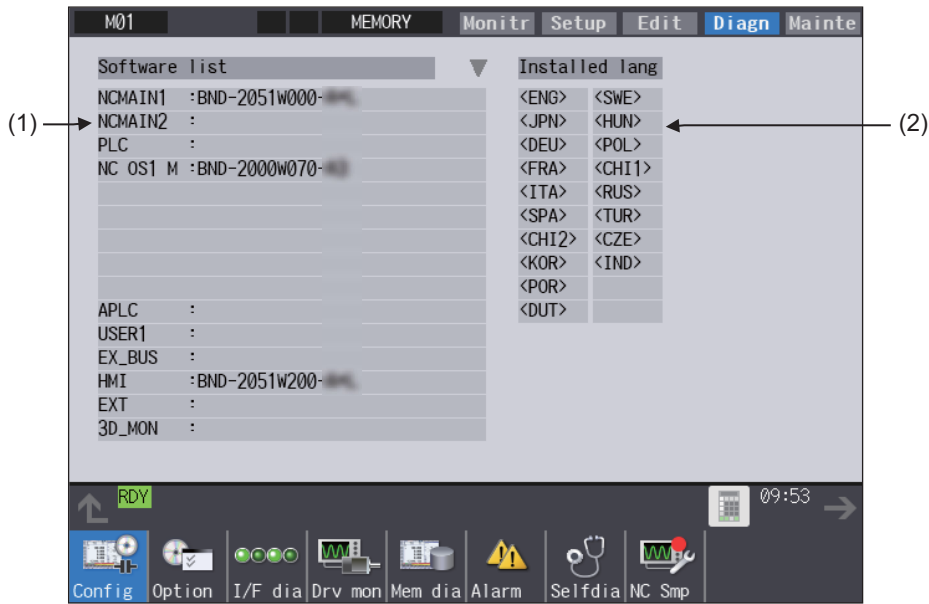 M01 MEMORY Monitr Setup Edit Diagn Mainte
Software list
NCMAIN1 :BND-2051W000-
NCMAIN2 :
PLC :
NC OS1 M :BND-2000W070-
APLC :
USER1 :
EX_BUS :
HMI :BND-2051W200-
EXT :
3D_MON :
Installed lang
<ENG> <SWE>
<JPN> <HUN>
<DEU> <POL>
<FRA> <CHI1>
<ITA> <RUS>
<SPA> <TUR>
<CHI2> <CZE>
<KOR> <IND>
<POR>
<DUT>
(1)
(2)
RDY
09:53
Config Option I/F dia Drv mon Mem dia Alarm Selfdia NC Smp